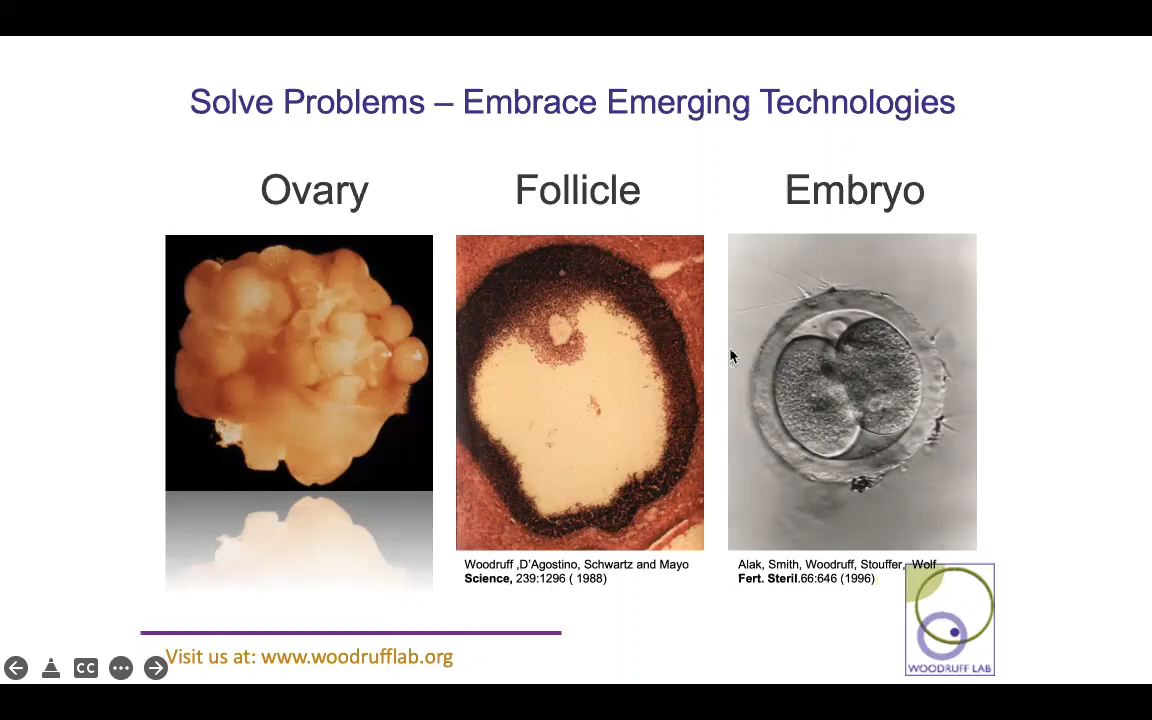 Solve Problems – Embrace Emerging Technologies
Ovary
Follicle
Embryo
Woodruff ,D'Agostino, Schwartz and Mayo
Science, 239:1296 ( 1988)
Alak, Smith, Woodruff, Stouffer, Wolf
Fert. Steril.66:646 (1996)
WOODRUFF LAB
Visit us at: www.woodrufflab.org
CC